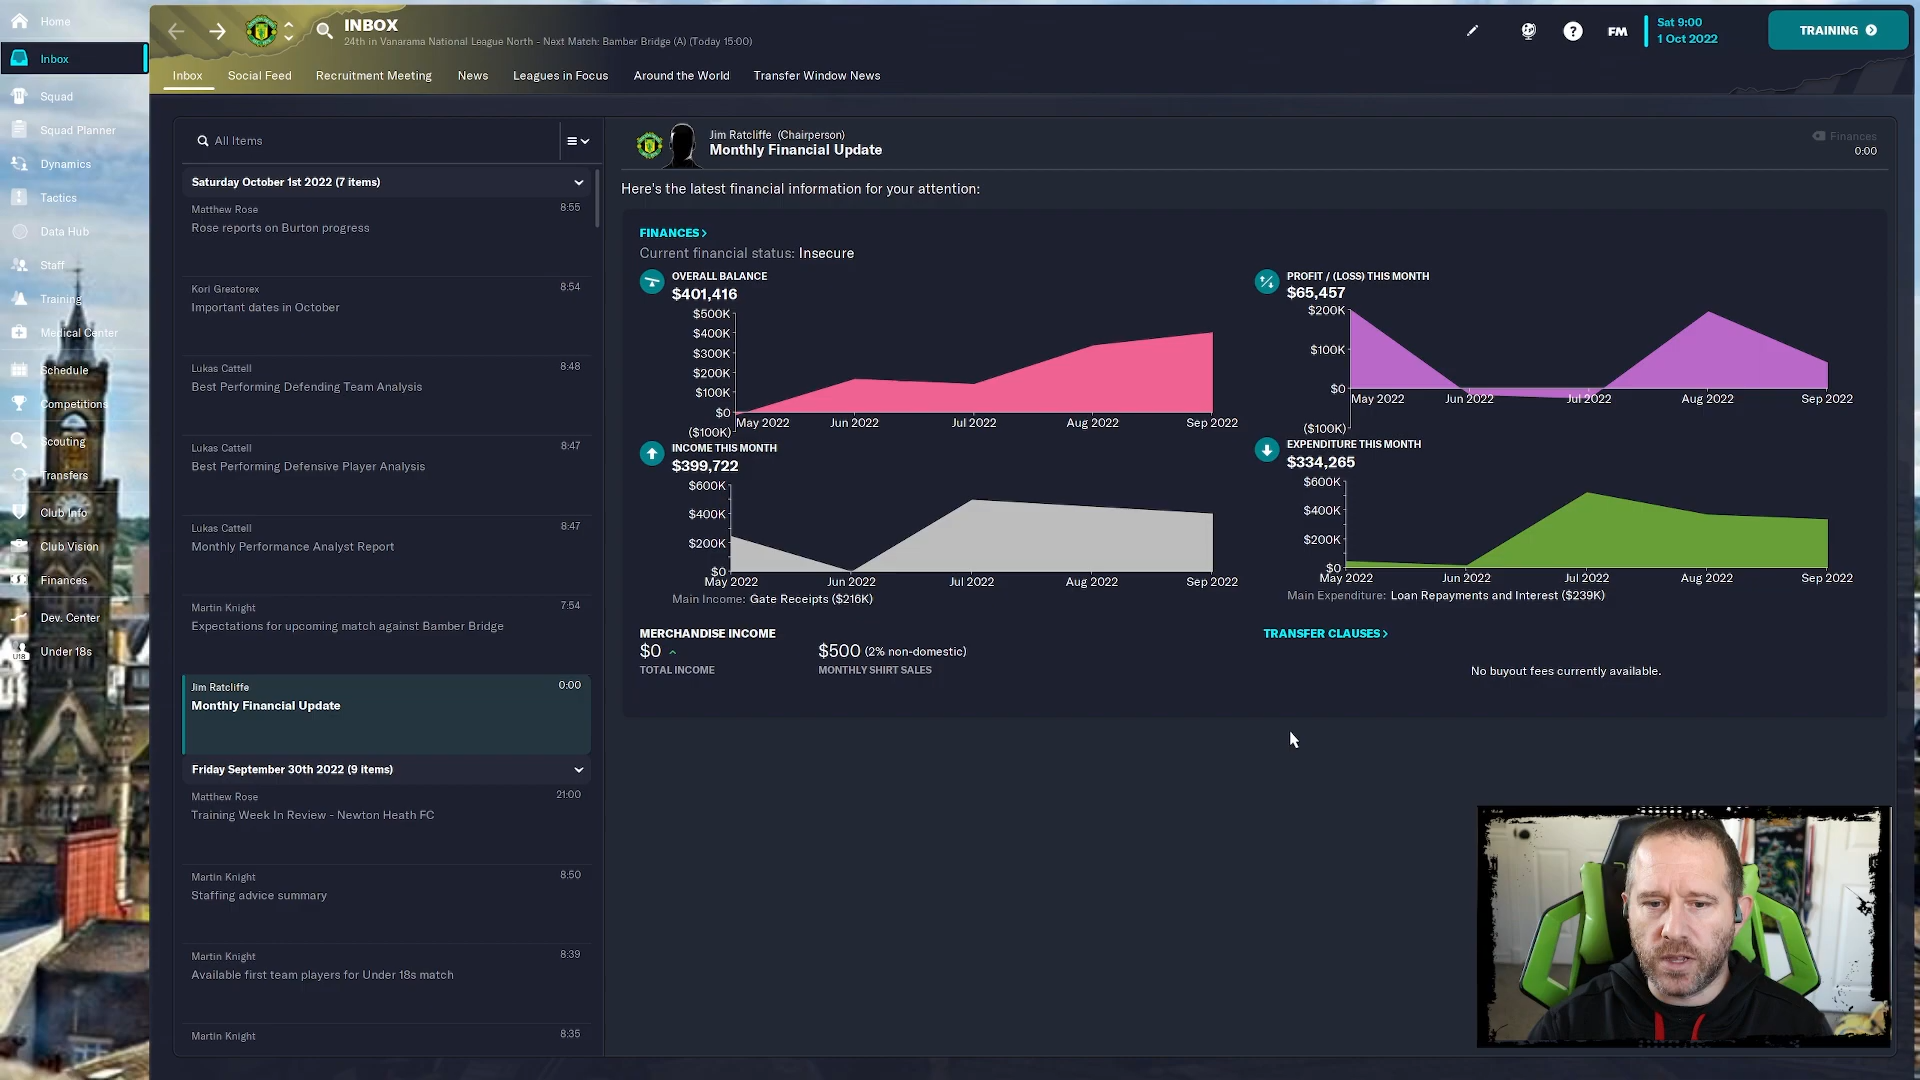 Home
Inbox
Squad
Squad Planner
Dynamics
Tactics
Data Hub
Staff
Training
Medical Center
Schedule
Competitions
Scouting
Transfers
Club Info
Club Vision
Finances
Dev. Center
U18
Under 18s
INBOX
24th in Vanarama National League North - Next Match: Bamber Bridge (A) (Today 15:00)
?
FM
Sat 9:00
1 Oct 2022
TRAINING
Inbox
Social Feed
Recruitment Meeting
News
Leagues in Focus
Around the World
Transfer Window News
All Items
Saturday October 1st 2022 (7 items)
Matthew Rose 8:55
Rose reports on Burton progress
Kori Greatorex 8:54
Important dates in October
Lukas Cattell 8:48
Best Performing Defending Team Analysis
Lukas Cattell 8:47
Best Performing Defensive Player Analysis
Lukas Cattell 8:47
Monthly Performance Analyst Report
Martin Knight 7:54
Expectations for upcoming match against Bamber Bridge
Jim Ratcliffe 0:00
Monthly Financial Update
Friday September 30th 2022 (9 items)
Matthew Rose 21:00
Training Week In Review - Newton Heath FC
Martin Knight 8:50
Staffing advice summary
Martin Knight 8:39
Available first team players for Under 18s match
Martin Knight 8:35
Jim Ratcliffe (Chairperson)
Monthly Financial Update
Finances
0:00
Here's the latest financial information for your attention:
FINANCES >
Current financial status: Insecure
OVERALL BALANCE
$401,416
$500K
$400K
$300K
$200K
$100K
$0
($100K)
May 2022 Jun 2022 Jul 2022 Aug 2022 Sep 2022
PROFIT / (LOSS) THIS MONTH
$65,457
$200K
$100K
$0
($100K)
May 2022 Jun 2022 Jul 2022 Aug 2022 Sep 2022
INCOME THIS MONTH
$399,722
$600K
$400K
$200K
$0
May 2022 Jun 2022 Jul 2022 Aug 2022 Sep 2022
Main Income: Gate Receipts ($216K)
EXPENDITURE THIS MONTH
$334,265
$600K
$400K
$200K
$0
May 2022 Jun 2022 Jul 2022 Aug 2022 Sep 2022
Main Expenditure: Loan Repayments and Interest ($239K)
MERCHANDISE INCOME
$0
TOTAL INCOME
$500 (2% non-domestic)
MONTHLY SHIRT SALES
TRANSFER CLAUSES >
No buyout fees currently available.